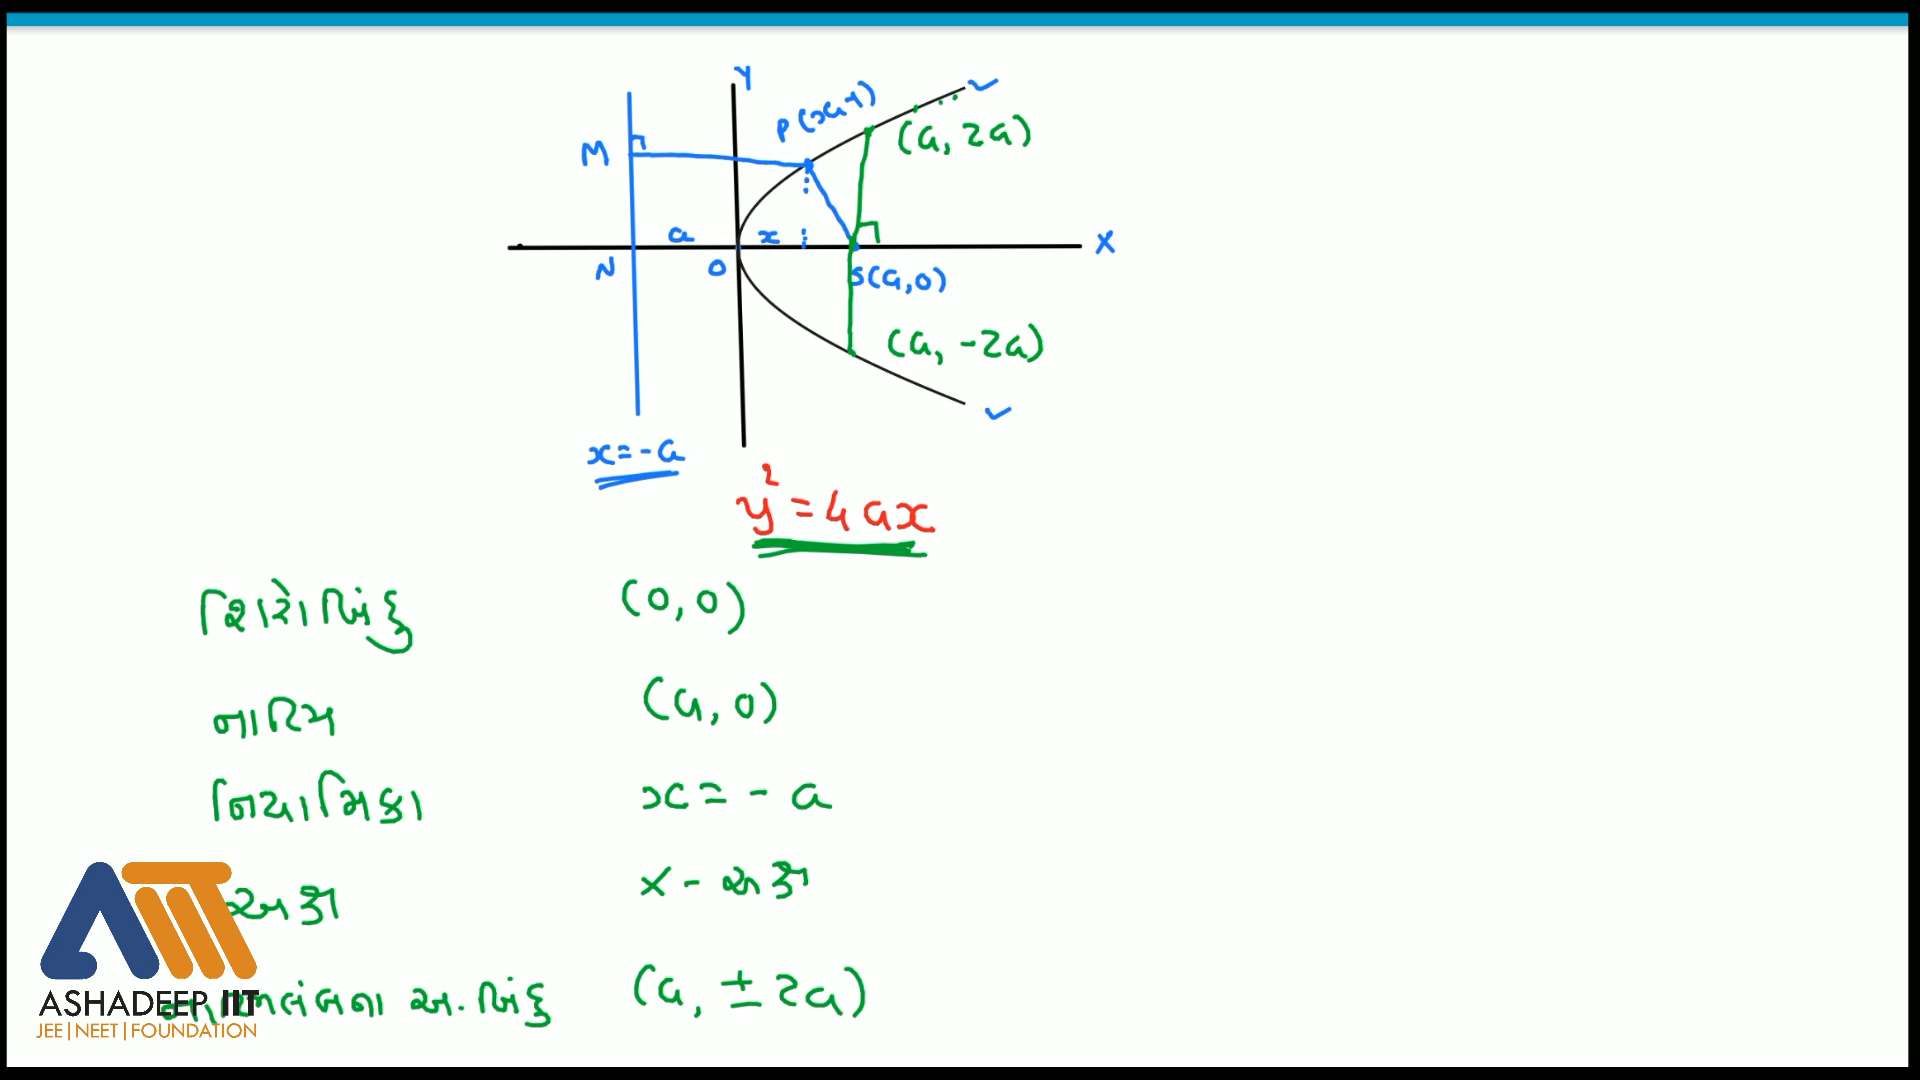 Y
P(x,y)
(a, 2a)
M
a
x
X
N
O
S(a,0)
(a, -2a)
x = -a
y² = 4ax
શિરોબિંદુ (0,0)
નાભિ (a,0)
નિયામિકા x = - a
અક્ષ X - અક્ષ
નાભિલંબના અ. બિંદુ (a, ± 2a)
ASHADEEP IIT
JEE | NEET | FOUNDATION